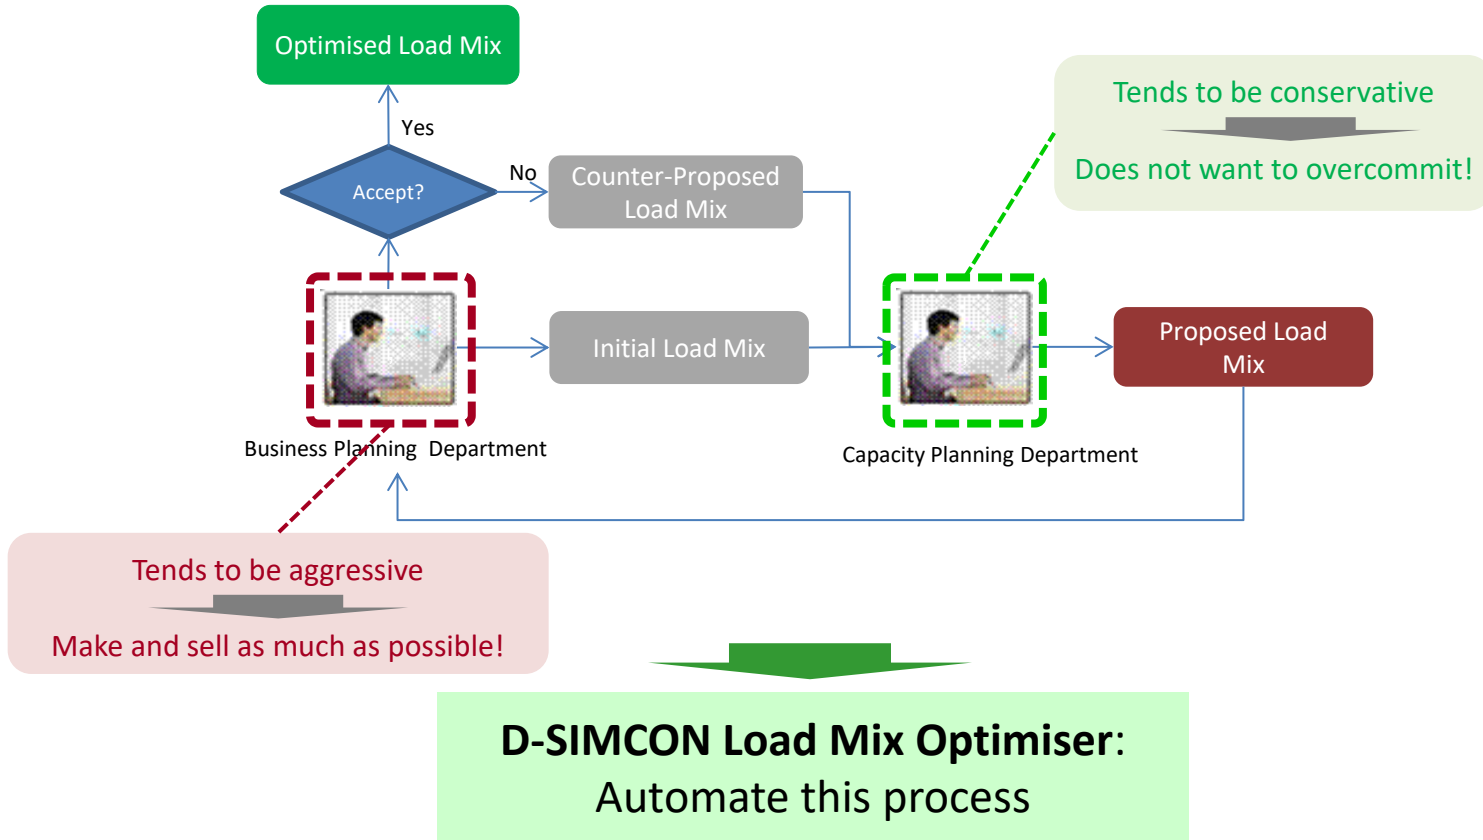 Optimised Load Mix
Yes
Accept?
No
Counter-Proposed
Load Mix
Tends to be conservative
Does not want to overcommit!
Initial Load Mix
Proposed Load
Mix
Business Planning Department
Capacity Planning Department
Tends to be aggressive
Make and sell as much as possible!
D-SIMCON Load Mix Optimiser:
Automate this process